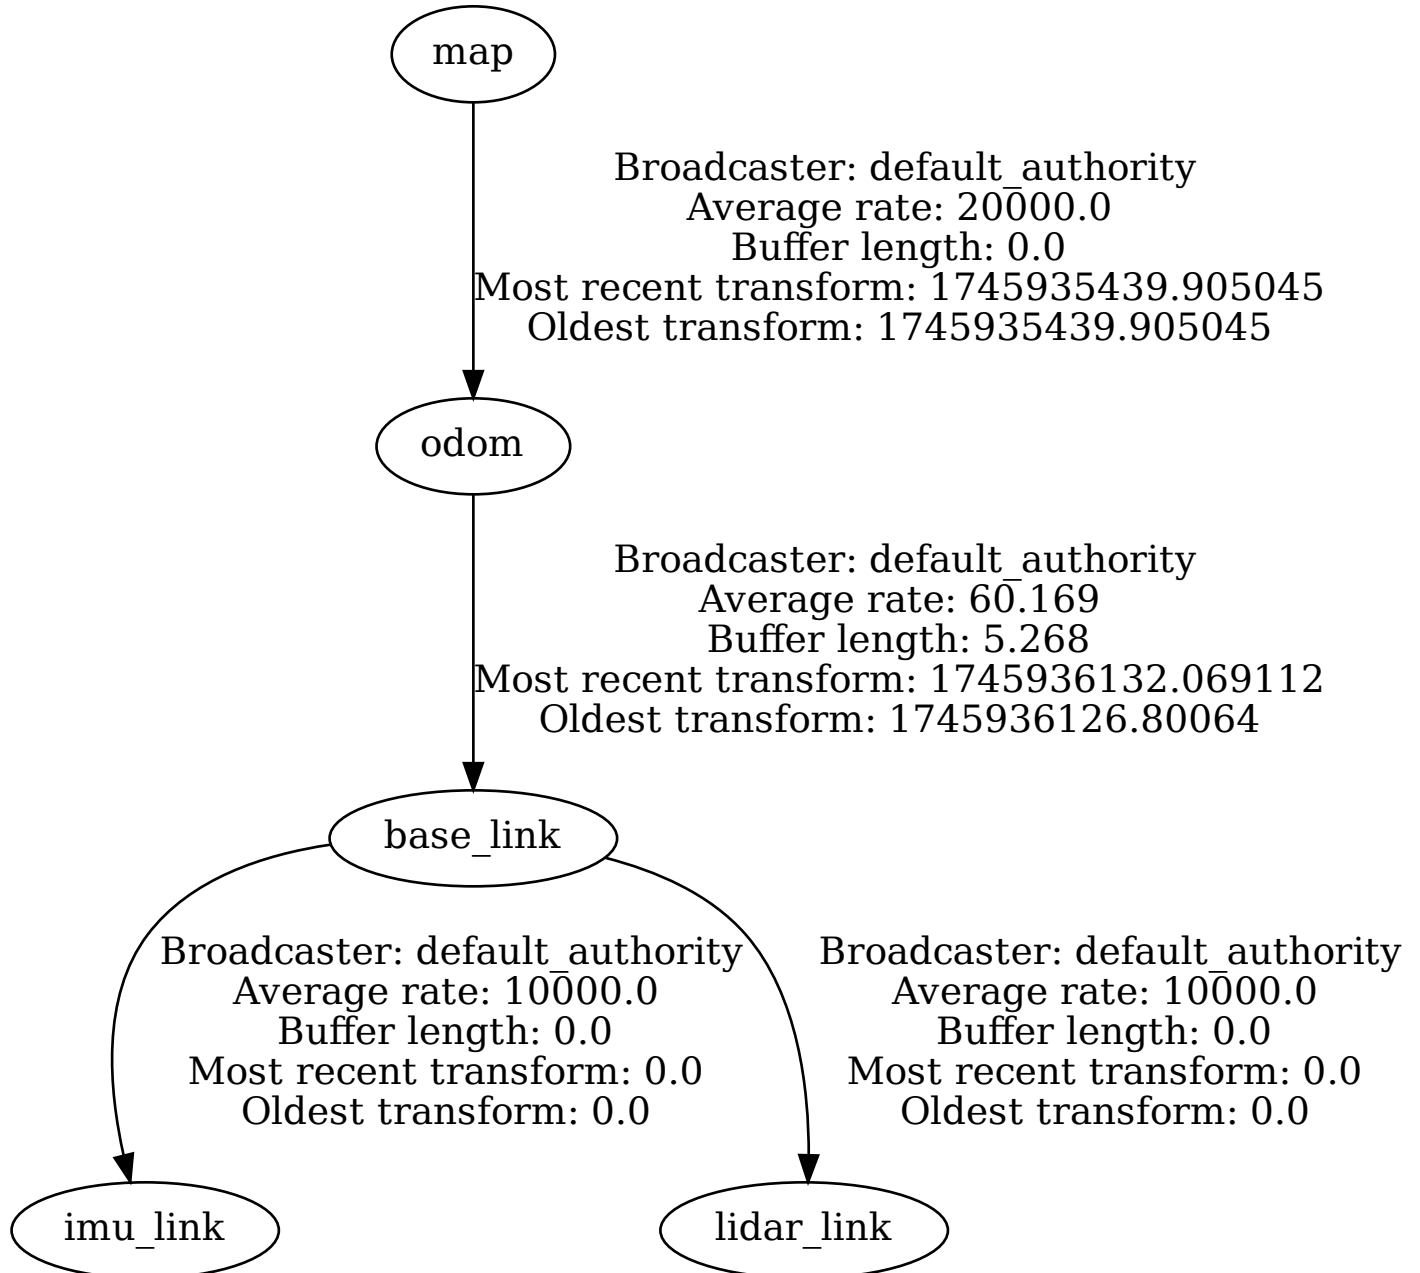 map
Broadcaster: default_authority
Average rate: 20000.0
Buffer length: 0.0
Most recent transform: 1745935439.905045
Oldest transform: 1745935439.905045
odom
Broadcaster: default_authority
Average rate: 60.169
Buffer length: 5.268
Most recent transform: 1745936132.069112
Oldest transform: 1745936126.80064
base_link
Broadcaster: default_authority
Average rate: 10000.0
Buffer length: 0.0
Most recent transform: 0.0
Oldest transform: 0.0
Broadcaster: default_authority
Average rate: 10000.0
Buffer length: 0.0
Most recent transform: 0.0
Oldest transform: 0.0
imu_link
lidar_link